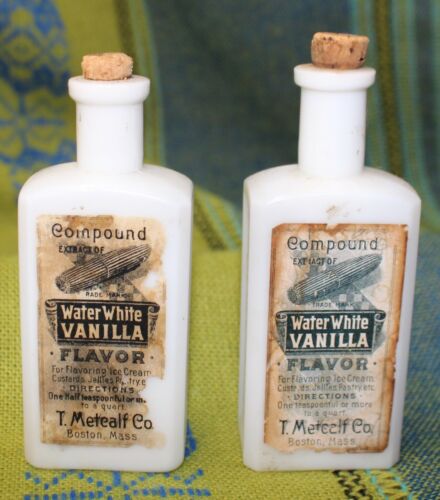 Compound
EXTRACT OF
TRADE MARK
Water White
VANILLA
FLAVOR
For Flavoring Ice Cream
Custards, Jellies Pastry
DIRECTIONS
One Half teaspoonful or m
to a quart.
T. Metcalf Co.
Boston, Mass.
Compound
EXTRACT OF
TRADE MARK
Water White
VANILLA
FLAVOR
For Flavoring Ice Cream
Custards, Jellies Pastry etc.
DIRECTIONS
One teaspoonful or more
to a quart
T. Metcalf Co.
Boston, Mass.